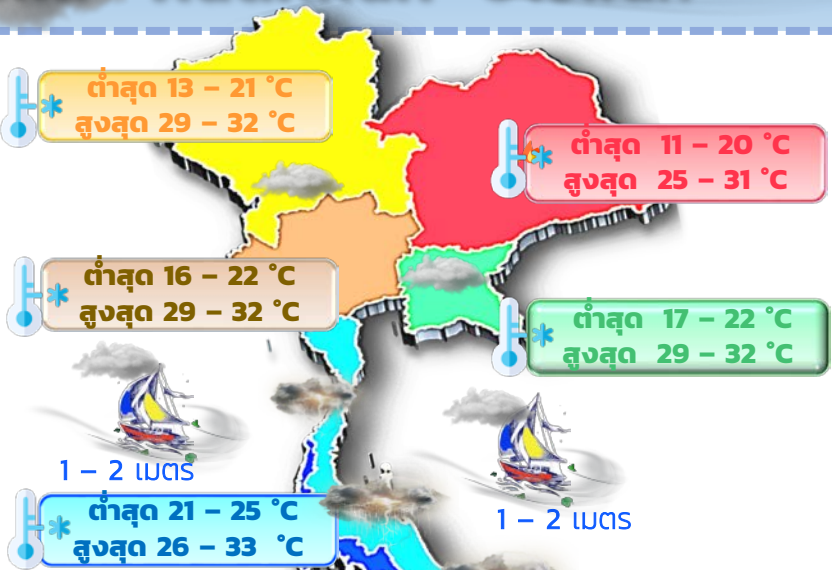 ต่ำสุด 13 – 21 °C
สูงสุด 29 – 32 °C
ต่ำสุด 11 – 20 °C
สูงสุด 25 – 31 °C
ต่ำสุด 16 – 22 °C
สูงสุด 29 – 32 °C
ต่ำสุด 17 – 22 °C
สูงสุด 29 – 32 °C
1 – 2 เมตร
1 – 2 เมตร
ต่ำสุด 21 – 25 °C
สูงสุด 26 – 33 °C